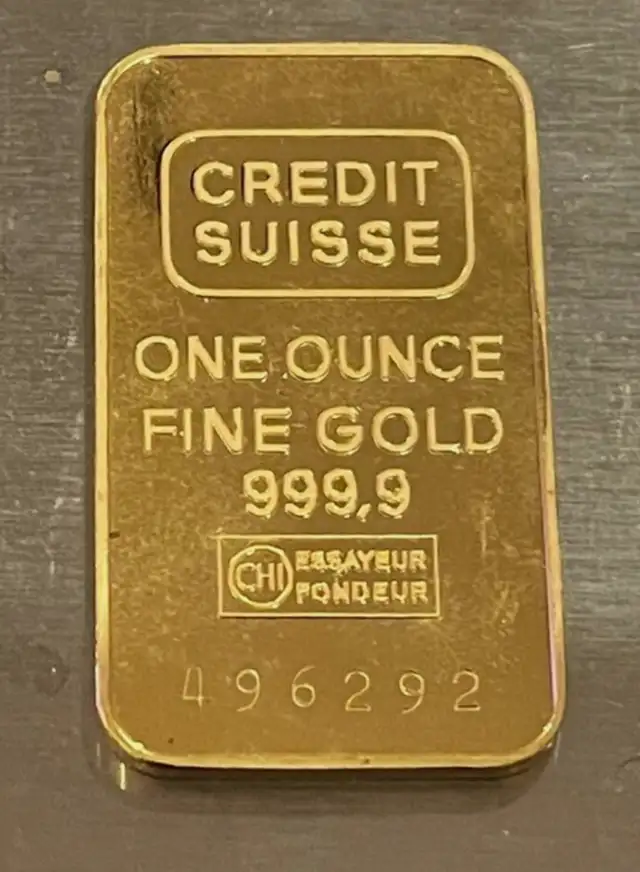 CREDIT
SUISSE
ONE OUNCE
FINE GOLD
999,9
CHI ESSAYEUR
FONDEUR
496292